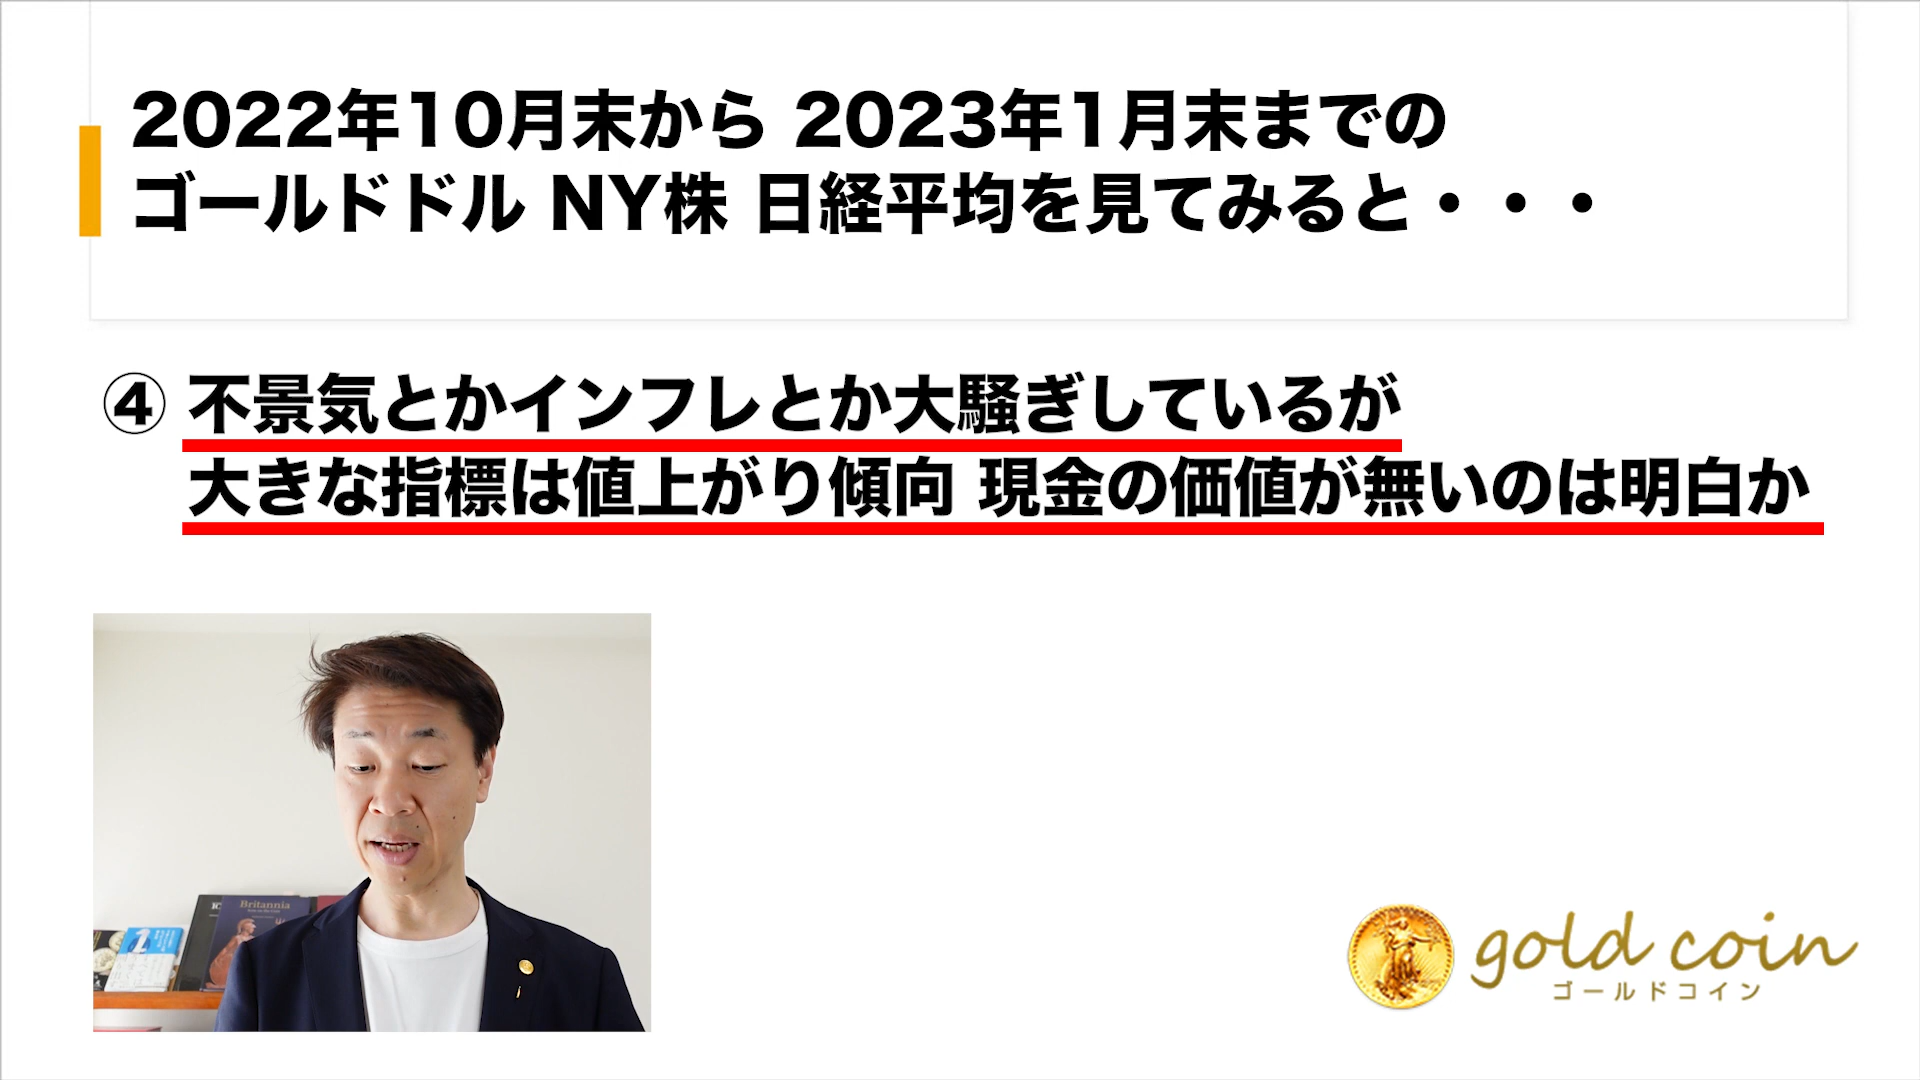 2022年10月末から 2023年1月末までの
ゴールドドル NY株 日経平均を見てみると・・・
④ 不景気とかインフレとか大騒ぎしているが
大きな指標は値上がり傾向 現金の価値が無いのは明白か
Britannia
gold coin
ゴールドコイン